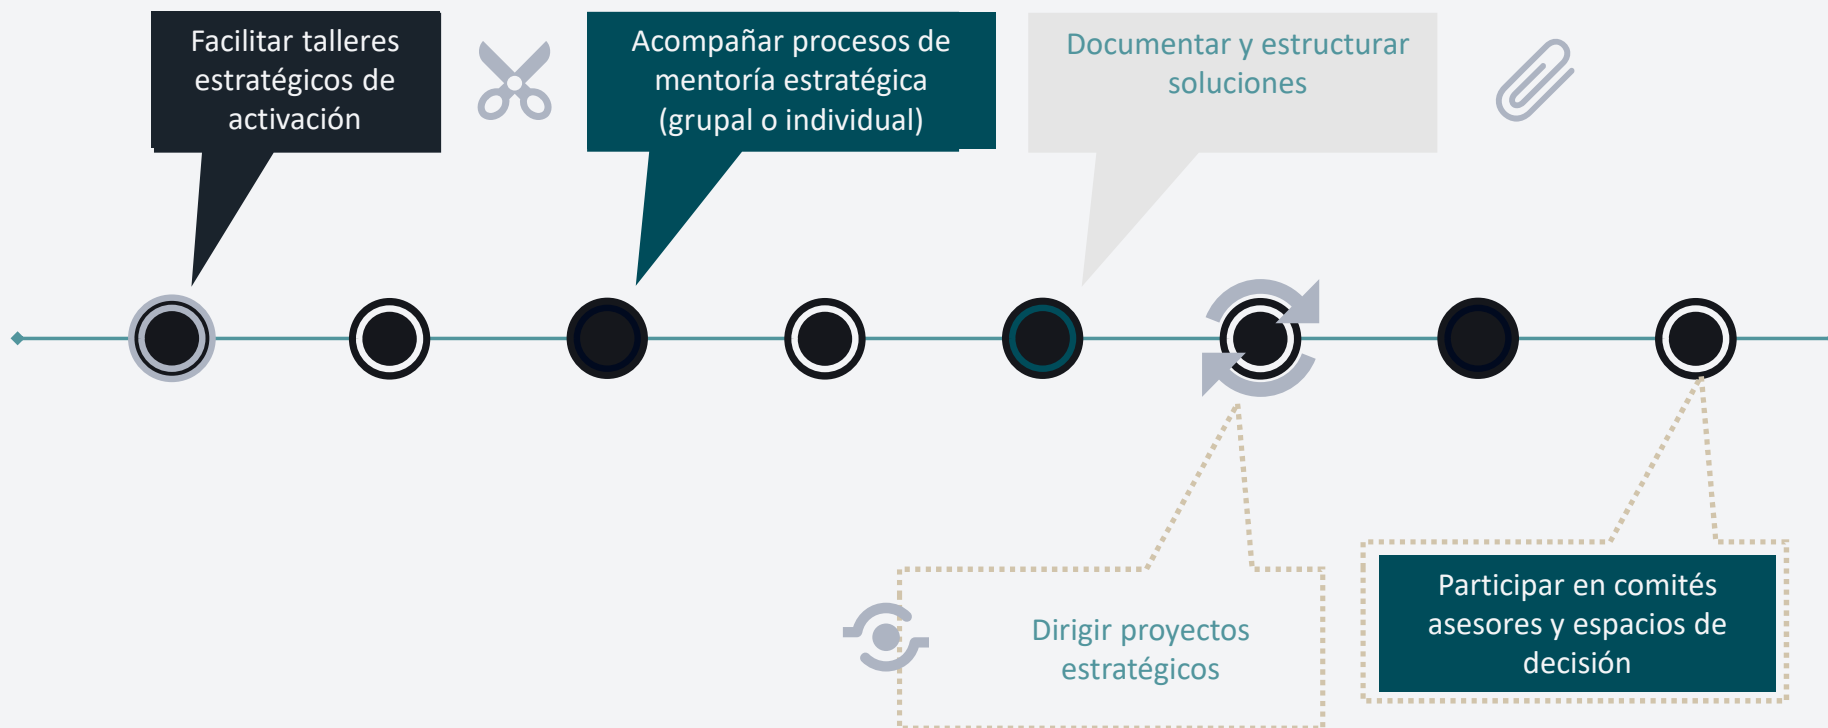 Facilitar talleres
estratégicos de
activación
Acompañar procesos de
mentoría estratégica
(grupal o individual)
Documentar y estructurar
soluciones
Dirigir proyectos
estratégicos
Participar en comités
asesores y espacios de
decisión